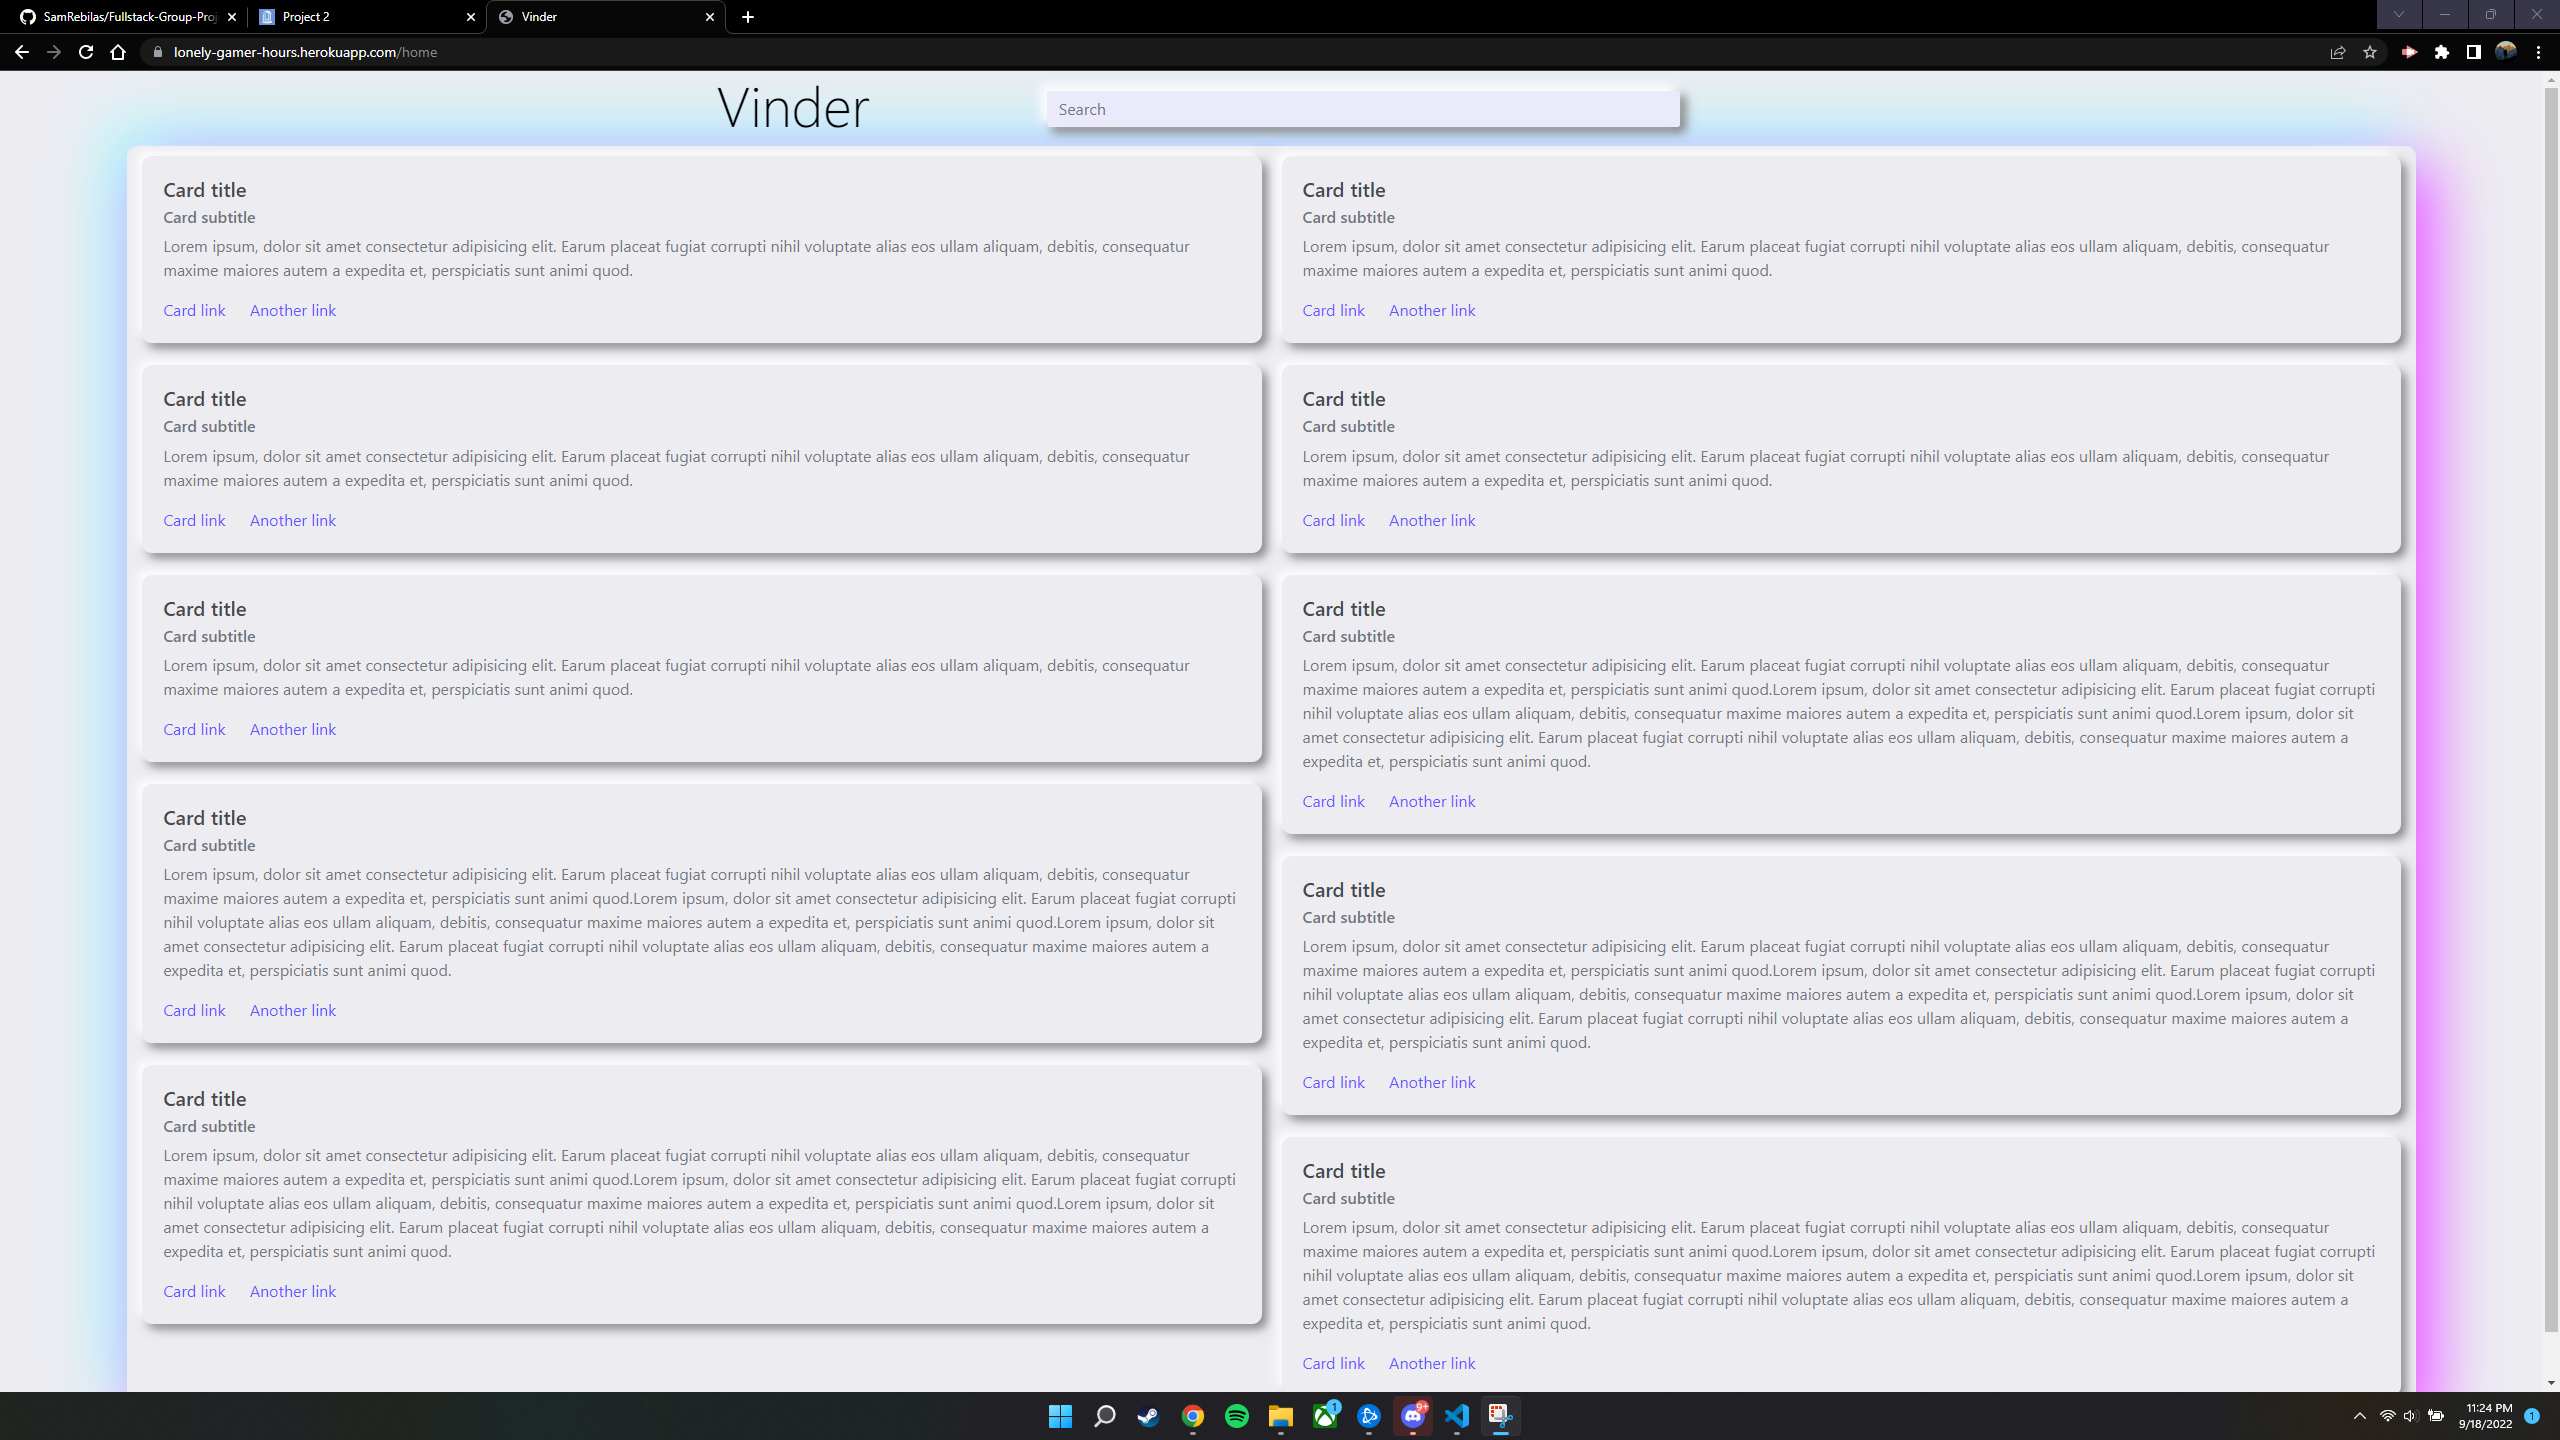 SamRebilas/Fullstack-Group-Proj
Project 2
Vinder
lonely-gamer-hours.herokuapp.com/home
Vinder
Search
Card title
Card subtitle
Lorem ipsum, dolor sit amet consectetur adipisicing elit. Earum placeat fugiat corrupti nihil voluptate alias eos ullam aliquam, debitis, consequatur
maxime maiores autem a expedita et, perspiciatis sunt animi quod.
Card link Another link
Card title
Card subtitle
Lorem ipsum, dolor sit amet consectetur adipisicing elit. Earum placeat fugiat corrupti nihil voluptate alias eos ullam aliquam, debitis, consequatur
maxime maiores autem a expedita et, perspiciatis sunt animi quod.
Card link Another link
Card title
Card subtitle
Lorem ipsum, dolor sit amet consectetur adipisicing elit. Earum placeat fugiat corrupti nihil voluptate alias eos ullam aliquam, debitis, consequatur
maxime maiores autem a expedita et, perspiciatis sunt animi quod.
Card link Another link
Card title
Card subtitle
Lorem ipsum, dolor sit amet consectetur adipisicing elit. Earum placeat fugiat corrupti nihil voluptate alias eos ullam aliquam, debitis, consequatur
maxime maiores autem a expedita et, perspiciatis sunt animi quod.Lorem ipsum, dolor sit amet consectetur adipisicing elit. Earum placeat fugiat corrupti
nihil voluptate alias eos ullam aliquam, debitis, consequatur maxime maiores autem a expedita et, perspiciatis sunt animi quod.Lorem ipsum, dolor sit
amet consectetur adipisicing elit. Earum placeat fugiat corrupti nihil voluptate alias eos ullam aliquam, debitis, consequatur maxime maiores autem a
expedita et, perspiciatis sunt animi quod.
Card link Another link
Card title
Card subtitle
Lorem ipsum, dolor sit amet consectetur adipisicing elit. Earum placeat fugiat corrupti nihil voluptate alias eos ullam aliquam, debitis, consequatur
maxime maiores autem a expedita et, perspiciatis sunt animi quod.Lorem ipsum, dolor sit amet consectetur adipisicing elit. Earum placeat fugiat corrupti
nihil voluptate alias eos ullam aliquam, debitis, consequatur maxime maiores autem a expedita et, perspiciatis sunt animi quod.Lorem ipsum, dolor sit
amet consectetur adipisicing elit. Earum placeat fugiat corrupti nihil voluptate alias eos ullam aliquam, debitis, consequatur maxime maiores autem a
expedita et, perspiciatis sunt animi quod.
Card link Another link
Card title
Card subtitle
Lorem ipsum, dolor sit amet consectetur adipisicing elit. Earum placeat fugiat corrupti nihil voluptate alias eos ullam aliquam, debitis, consequatur
maxime maiores autem a expedita et, perspiciatis sunt animi quod.
Card link Another link
Card title
Card subtitle
Lorem ipsum, dolor sit amet consectetur adipisicing elit. Earum placeat fugiat corrupti nihil voluptate alias eos ullam aliquam, debitis, consequatur
maxime maiores autem a expedita et, perspiciatis sunt animi quod.
Card link Another link
Card title
Card subtitle
Lorem ipsum, dolor sit amet consectetur adipisicing elit. Earum placeat fugiat corrupti nihil voluptate alias eos ullam aliquam, debitis, consequatur
maxime maiores autem a expedita et, perspiciatis sunt animi quod.Lorem ipsum, dolor sit amet consectetur adipisicing elit. Earum placeat fugiat corrupti
nihil voluptate alias eos ullam aliquam, debitis, consequatur maxime maiores autem a expedita et, perspiciatis sunt animi quod.Lorem ipsum, dolor sit
amet consectetur adipisicing elit. Earum placeat fugiat corrupti nihil voluptate alias eos ullam aliquam, debitis, consequatur maxime maiores autem a
expedita et, perspiciatis sunt animi quod.
Card link Another link
Card title
Card subtitle
Lorem ipsum, dolor sit amet consectetur adipisicing elit. Earum placeat fugiat corrupti nihil voluptate alias eos ullam aliquam, debitis, consequatur
maxime maiores autem a expedita et, perspiciatis sunt animi quod.Lorem ipsum, dolor sit amet consectetur adipisicing elit. Earum placeat fugiat corrupti
nihil voluptate alias eos ullam aliquam, debitis, consequatur maxime maiores autem a expedita et, perspiciatis sunt animi quod.Lorem ipsum, dolor sit
amet consectetur adipisicing elit. Earum placeat fugiat corrupti nihil voluptate alias eos ullam aliquam, debitis, consequatur maxime maiores autem a
expedita et, perspiciatis sunt animi quod.
Card link Another link
Card title
Card subtitle
Lorem ipsum, dolor sit amet consectetur adipisicing elit. Earum placeat fugiat corrupti nihil voluptate alias eos ullam aliquam, debitis, consequatur
maxime maiores autem a expedita et, perspiciatis sunt animi quod.Lorem ipsum, dolor sit amet consectetur adipisicing elit. Earum placeat fugiat corrupti
nihil voluptate alias eos ullam aliquam, debitis, consequatur maxime maiores autem a expedita et, perspiciatis sunt animi quod.Lorem ipsum, dolor sit
amet consectetur adipisicing elit. Earum placeat fugiat corrupti nihil voluptate alias eos ullam aliquam, debitis, consequatur maxime maiores autem a
expedita et, perspiciatis sunt animi quod.
Card link Another link
1
9+
11:24 PM
9/18/2022
1